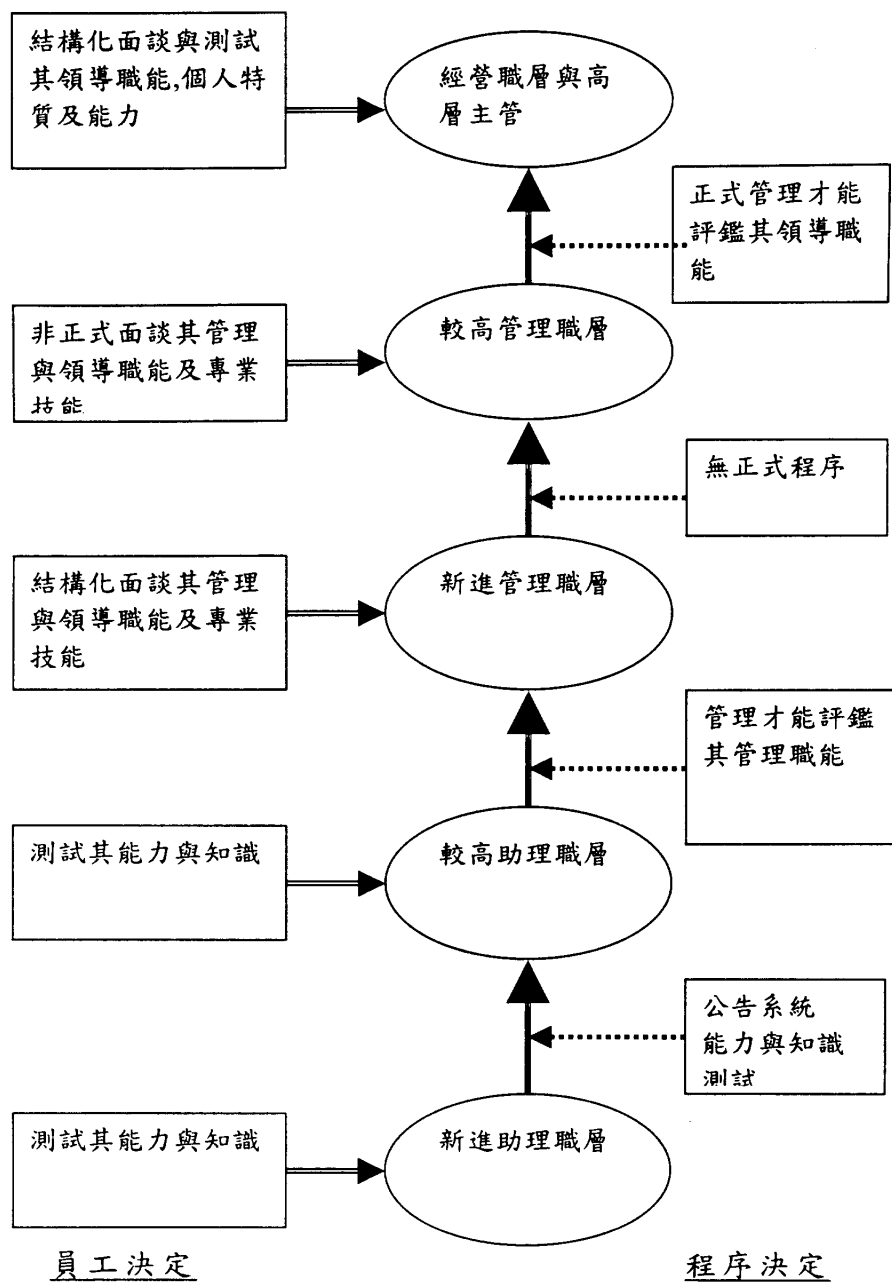 結構化面談與測試
其領導職能,個人特
質及能力
經營職層與高
層主管
正式管理才能
評鑑其領導職
能
非正式面談其管理
與領導職能及專業
技能
較高管理職層
無正式程序
結構化面談其管理
與領導職能及專業
技能
新進管理職層
管理才能評鑑
其管理職能
測試其能力與知識
較高助理職層
公告系統
能力與知識
測試
測試其能力與知識
新進助理職層
員工決定
程序決定